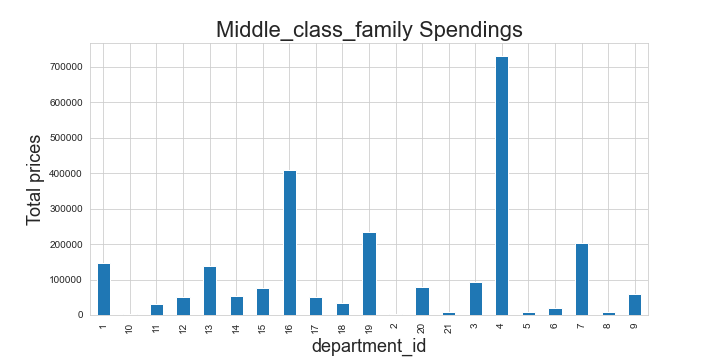 Middle_class_family Spendings
Total prices
700000
600000
500000
400000
300000
200000
100000
0
1 10 11 12 13 14 15 16 17 18 19 2 20 21 3 4 5 6 7 8 9
department_id